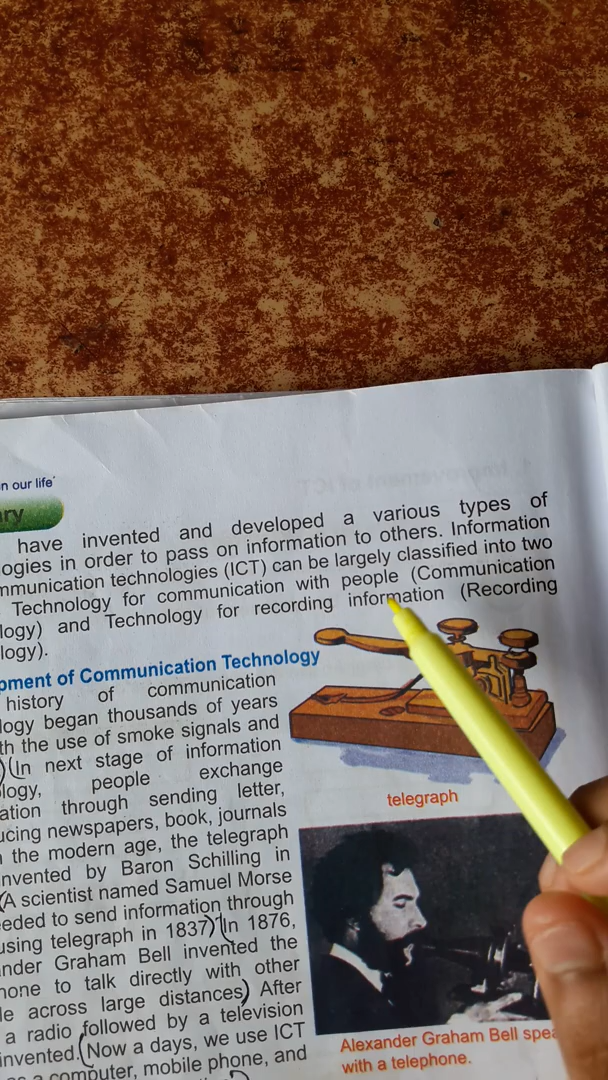 n our life
ry
have invented and developed a various types of
ogies in order to pass on information to others. Information
mmunication technologies (ICT) can be largely classified into two
Technology for communication with people (Communication
logy) and Technology for recording information (Recording
logy).
pment of Communication Technology
history of communication
logy began thousands of years
th the use of smoke signals and
(In next stage of information
logy, people exchange
ation through sending letter,
ucing newspapers, book, journals
the modern age, the telegraph
nvented by Baron Schilling in
(A scientist named Samuel Morse
eeded to send information through
using telegraph in 1837) (In 1876,
nder Graham Bell invented the
hone to talk directly with other
le across large distances) After
a radio followed by a television
invented. (Now a days, we use ICT
as a computer, mobile phone, and
telegraph
Alexander Graham Bell spea
with a telephone.